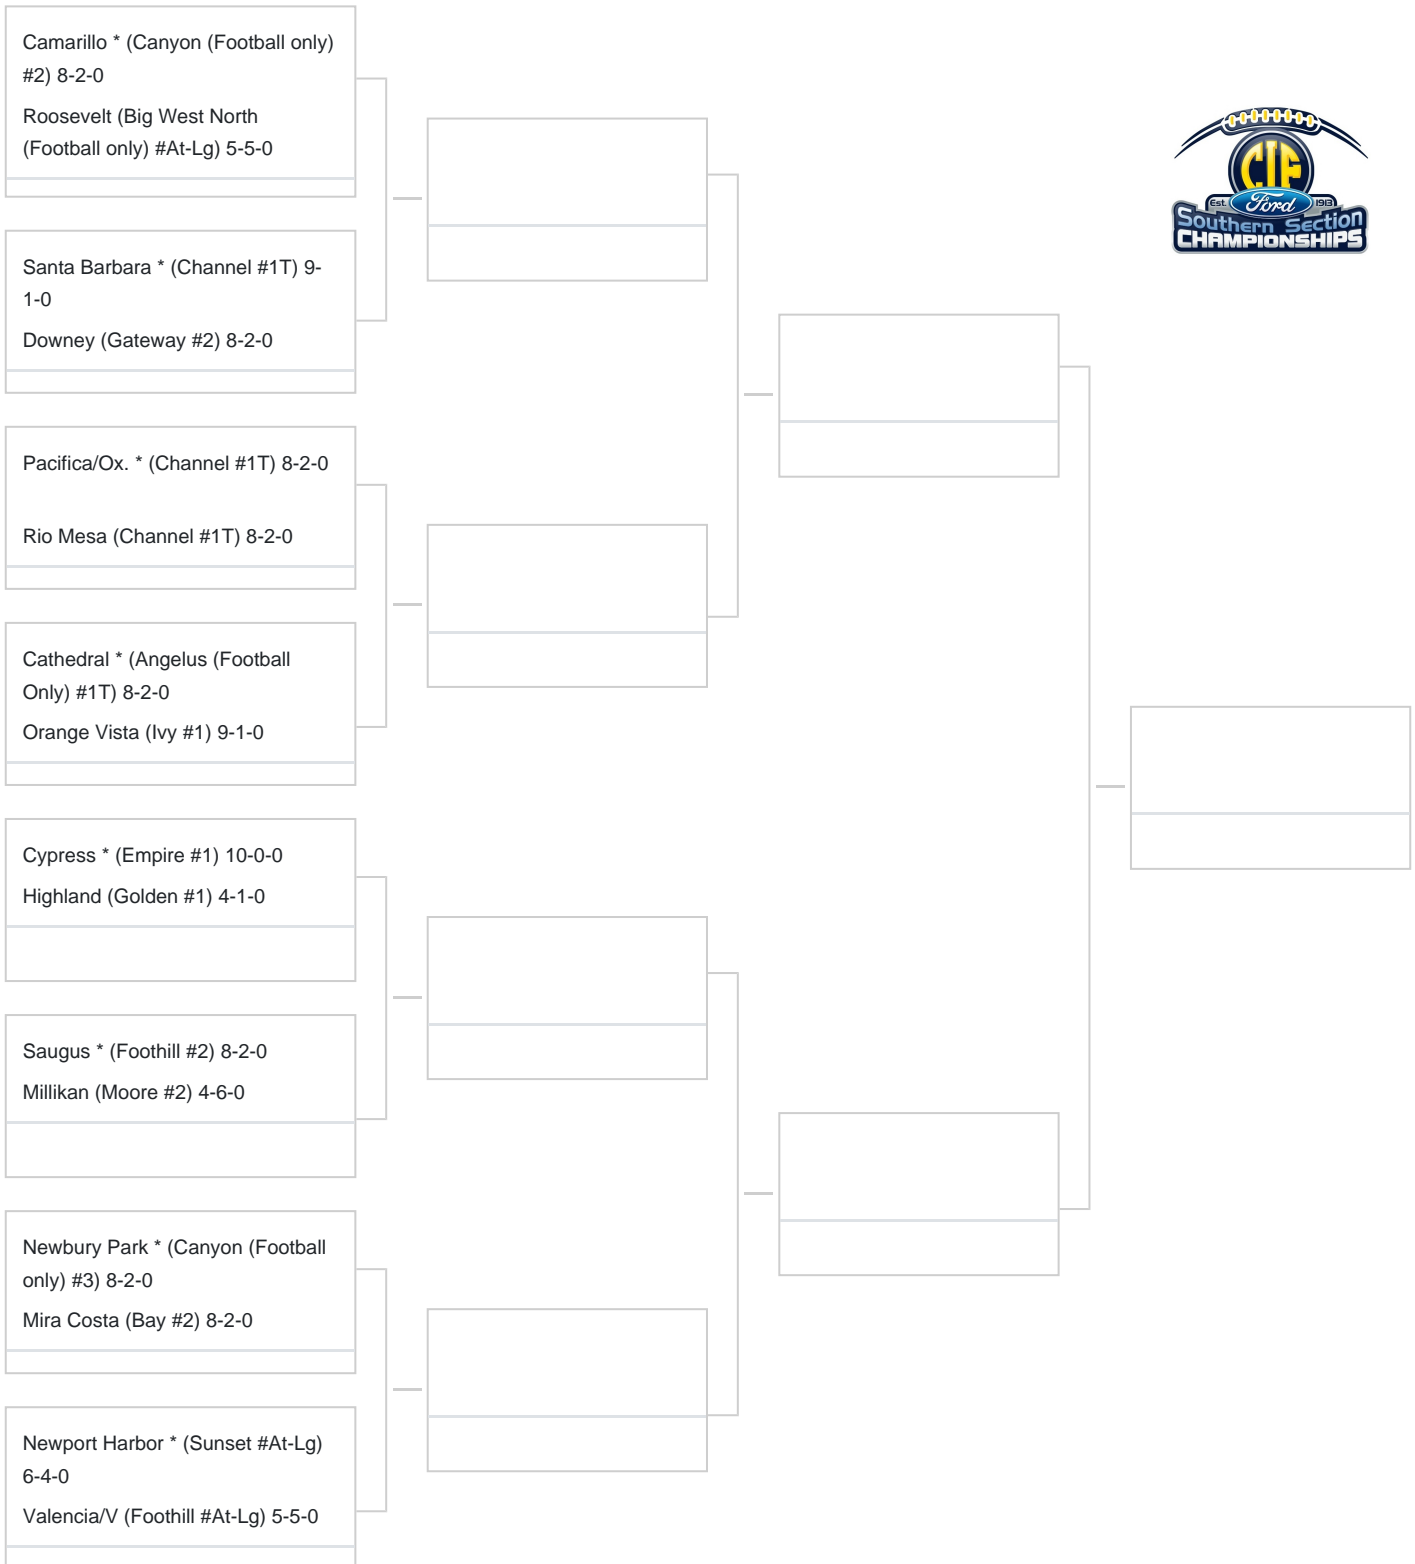 Camarillo * (Canyon (Football only)
#2) 8-2-0
Roosevelt (Big West North
(Football only) #At-Lg) 5-5-0
Santa Barbara * (Channel #1T) 9-
1-0
Downey (Gateway #2) 8-2-0
Pacifica/Ox. * (Channel #1T) 8-2-0
Rio Mesa (Channel #1T) 8-2-0
Cathedral * (Angelus (Football
Only) #1T) 8-2-0
Orange Vista (Ivy #1) 9-1-0
Cypress * (Empire #1) 10-0-0
Highland (Golden #1) 4-1-0
Saugus * (Foothill #2) 8-2-0
Millikan (Moore #2) 4-6-0
Newbury Park * (Canyon (Football
only) #3) 8-2-0
Mira Costa (Bay #2) 8-2-0
Newport Harbor * (Sunset #At-Lg)
6-4-0
Valencia/V (Foothill #At-Lg) 5-5-0
CIF
Est. Ford 1913
Southern Section
CHAMPIONSHIPS